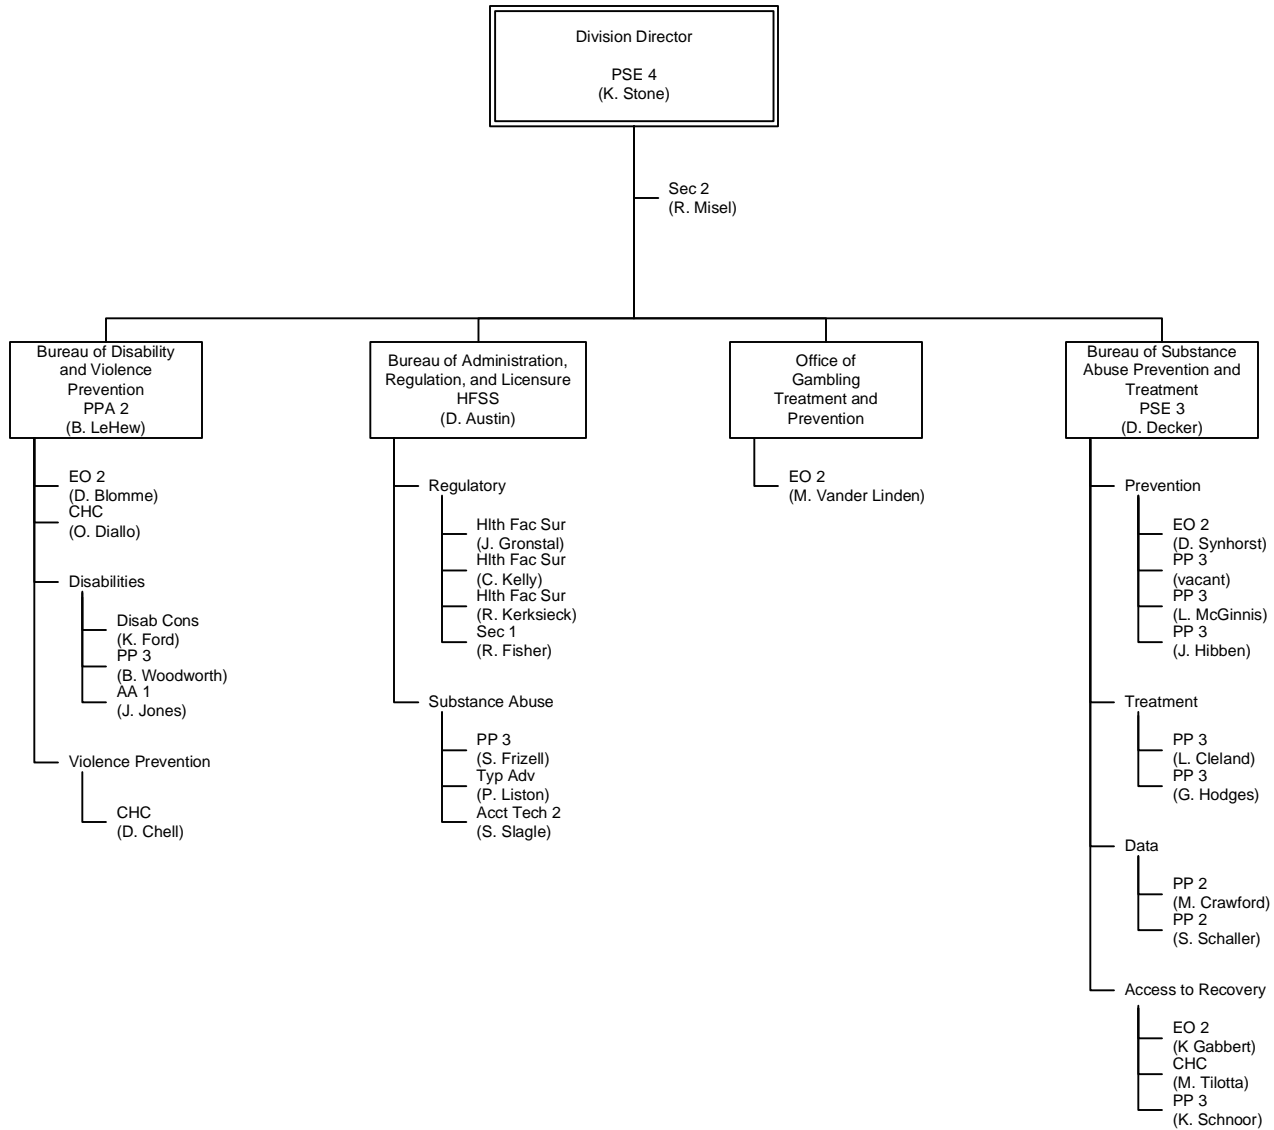 Division Director
PSE 4
(K. Stone)
Sec 2
(R. Misel)
Bureau of Disability
and Violence
Prevention
PPA 2
(B. LeHew)
EO 2
(D. Blomme)
CHC
(O. Diallo)
Disabilities
Disab Cons
(K. Ford)
PP 3
(B. Woodworth)
AA 1
(J. Jones)
Violence Prevention
CHC
(D. Chell)
Bureau of Administration,
Regulation, and Licensure
HFSS
(D. Austin)
Regulatory
Hlth Fac Sur
(J. Gronstal)
Hlth Fac Sur
(C. Kelly)
Hlth Fac Sur
(R. Kerksieck)
Sec 1
(R. Fisher)
Substance Abuse
PP 3
(S. Frizell)
Typ Adv
(P. Liston)
Acct Tech 2
(S. Slagle)
Office of
Gambling
Treatment and
Prevention
EO 2
(M. Vander Linden)
Bureau of Substance
Abuse Prevention and
Treatment
PSE 3
(D. Decker)
Prevention
EO 2
(D. Synhorst)
PP 3
(vacant)
PP 3
(L. McGinnis)
PP 3
(J. Hibben)
Treatment
PP 3
(L. Cleland)
PP 3
(G. Hodges)
Data
PP 2
(M. Crawford)
PP 2
(S. Schaller)
Access to Recovery
EO 2
(K Gabbert)
CHC
(M. Tilotta)
PP 3
(K. Schnoor)